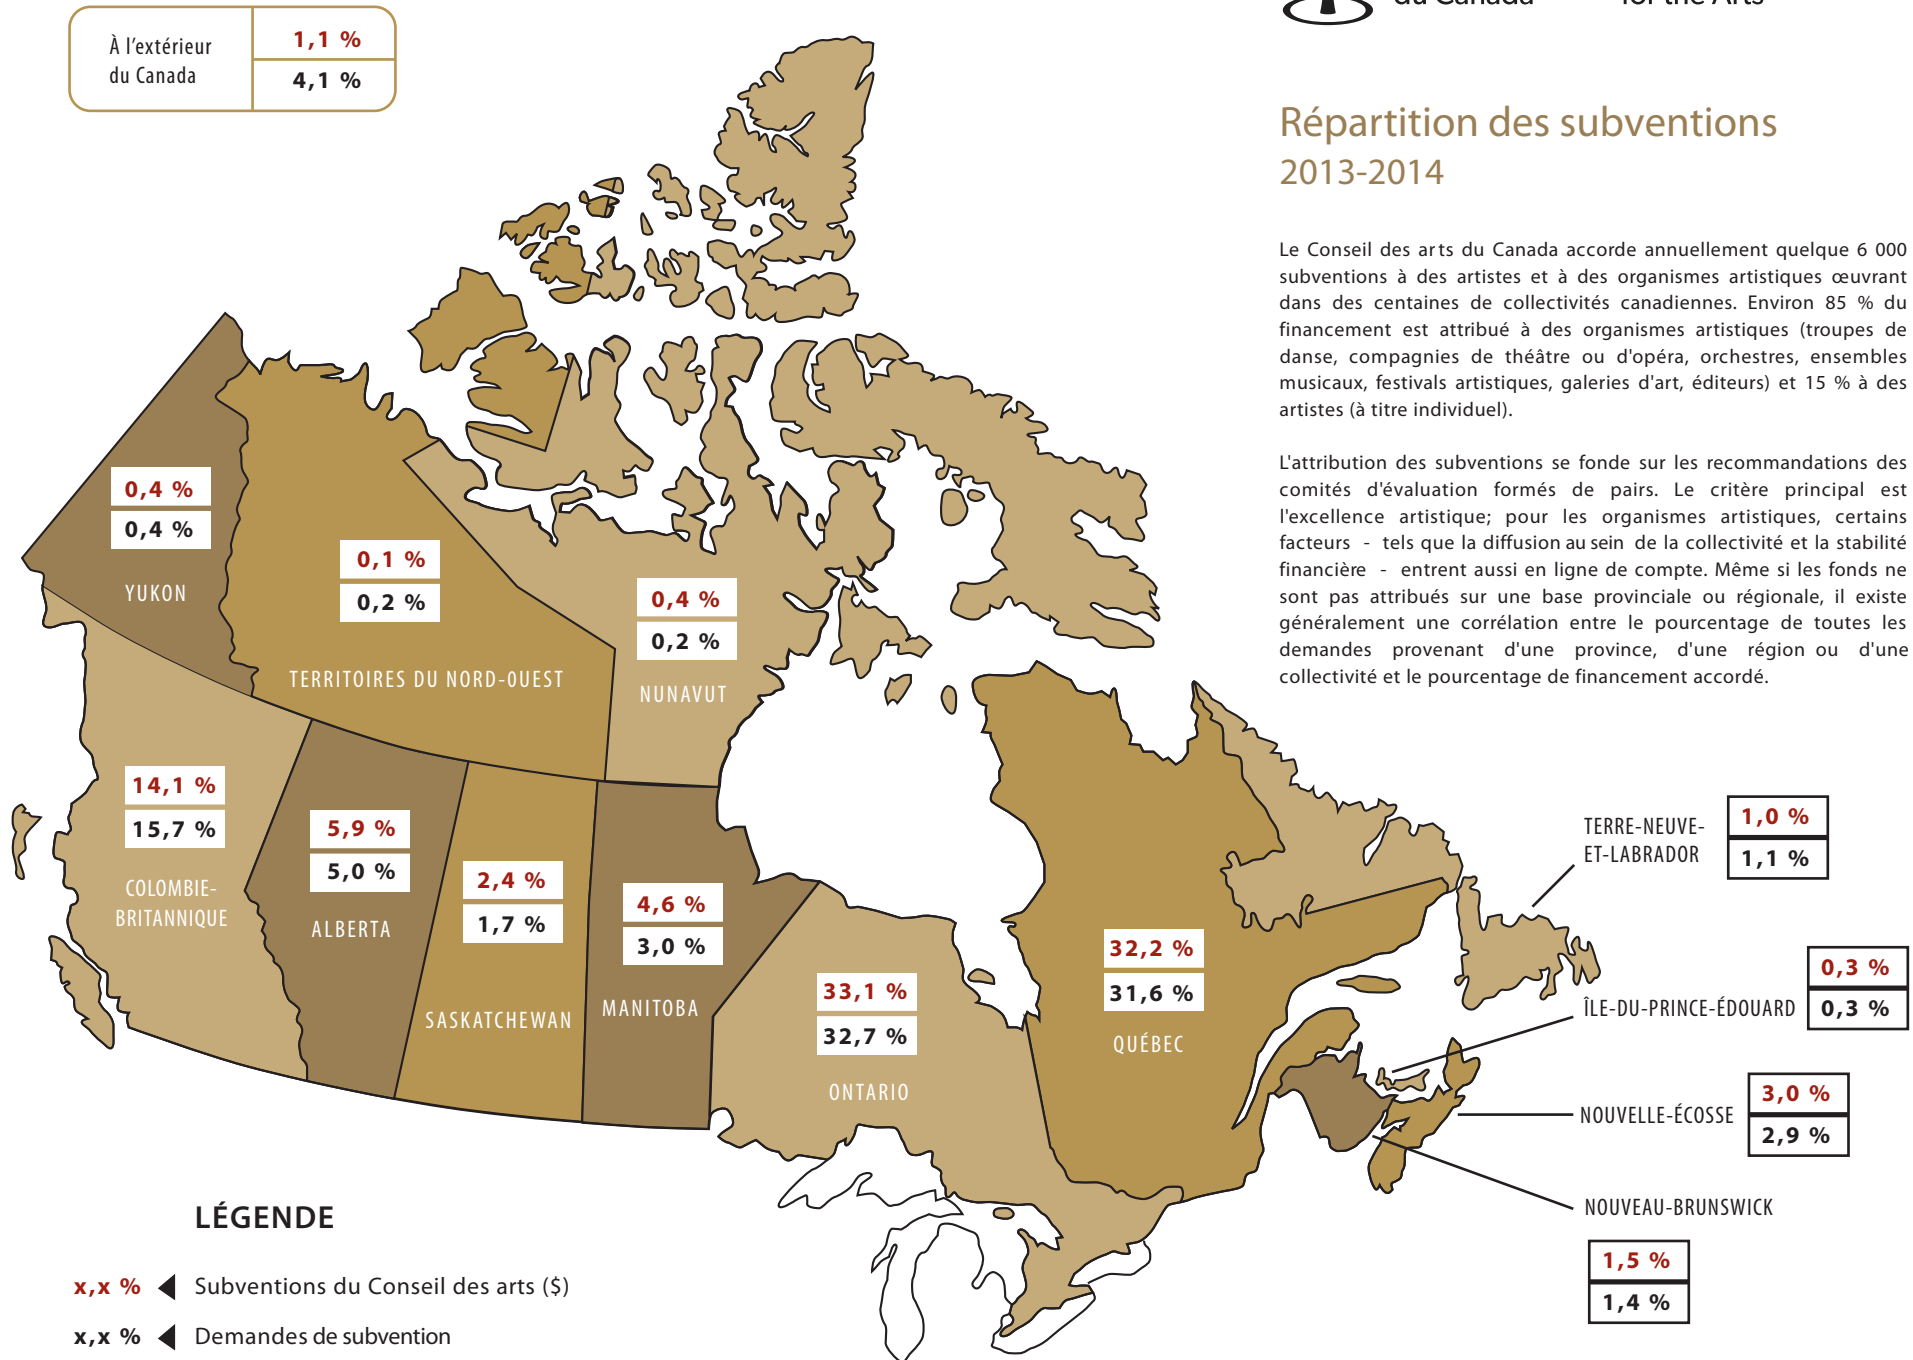 du Canada for the Arts
À l'extérieur
du Canada
1,1 %
4,1 %
Répartition des subventions
2013-2014
Le Conseil des arts du Canada accorde annuellement quelque 6 000
subventions à des artistes et à des organismes artistiques œuvrant
dans des centaines de collectivités canadiennes. Environ 85 % du
financement est attribué à des organismes artistiques (troupes de
danse, compagnies de théâtre ou d'opéra, orchestres, ensembles
musicaux, festivals artistiques, galeries d'art, éditeurs) et 15 % à des
artistes (à titre individuel).
L'attribution des subventions se fonde sur les recommandations des
comités d'évaluation formés de pairs. Le critère principal est
l'excellence artistique; pour les organismes artistiques, certains
facteurs - tels que la diffusion au sein de la collectivité et la stabilité
financière - entrent aussi en ligne de compte. Même si les fonds ne
sont pas attribués sur une base provinciale ou régionale, il existe
généralement une corrélation entre le pourcentage de toutes les
demandes provenant d'une province, d'une région ou d'une
collectivité et le pourcentage de financement accordé.
0,4 %
0,4 %
YUKON
0,1 %
0,2 %
TERRITOIRES DU NORD-OUEST
0,4 %
0,2 %
NUNAVUT
14,1 %
15,7 %
COLOMBIE-
BRITANNIQUE
5,9 %
5,0 %
ALBERTA
2,4 %
1,7 %
SASKATCHEWAN
4,6 %
3,0 %
MANITOBA
33,1 %
32,7 %
ONTARIO
32,2 %
31,6 %
QUÉBEC
TERRE-NEUVE-
ET-LABRADOR
1,0 %
1,1 %
ÎLE-DU-PRINCE-ÉDOUARD
0,3 %
0,3 %
NOUVELLE-ÉCOSSE
3,0 %
2,9 %
NOUVEAU-BRUNSWICK
1,5 %
1,4 %
LÉGENDE
x,x % Subventions du Conseil des arts ($)
x,x % Demandes de subvention